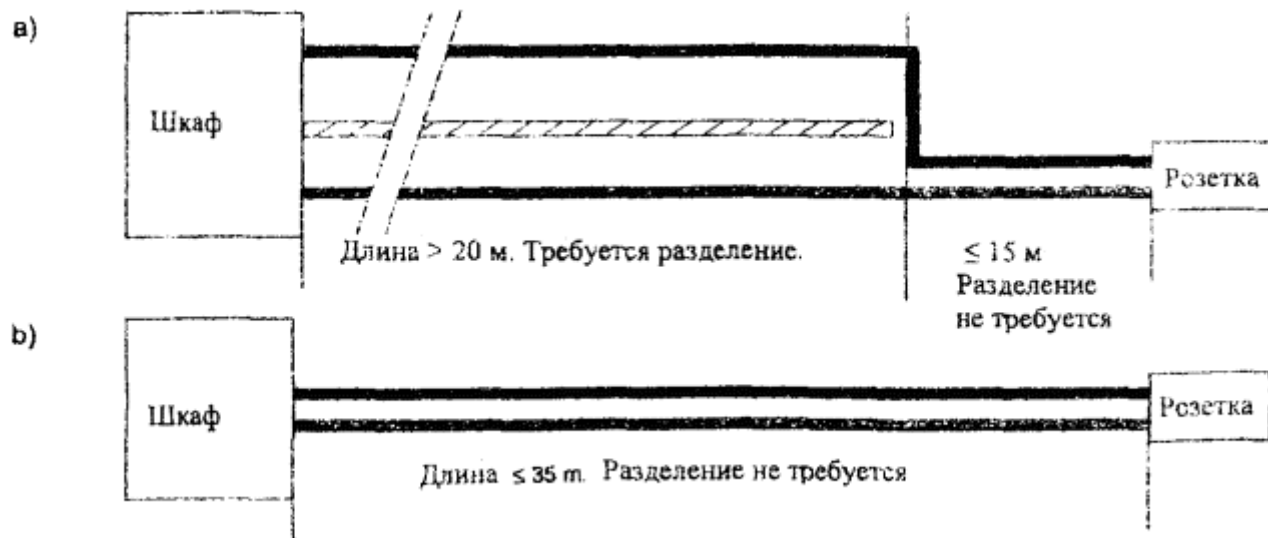 a)
Шкаф
Розетка
Длина > 20 м. Требуется разделение.
≤ 15 м
Разделение
не требуется
b)
Шкаф
Розетка
Длина ≤ 35 m. Разделение не требуется